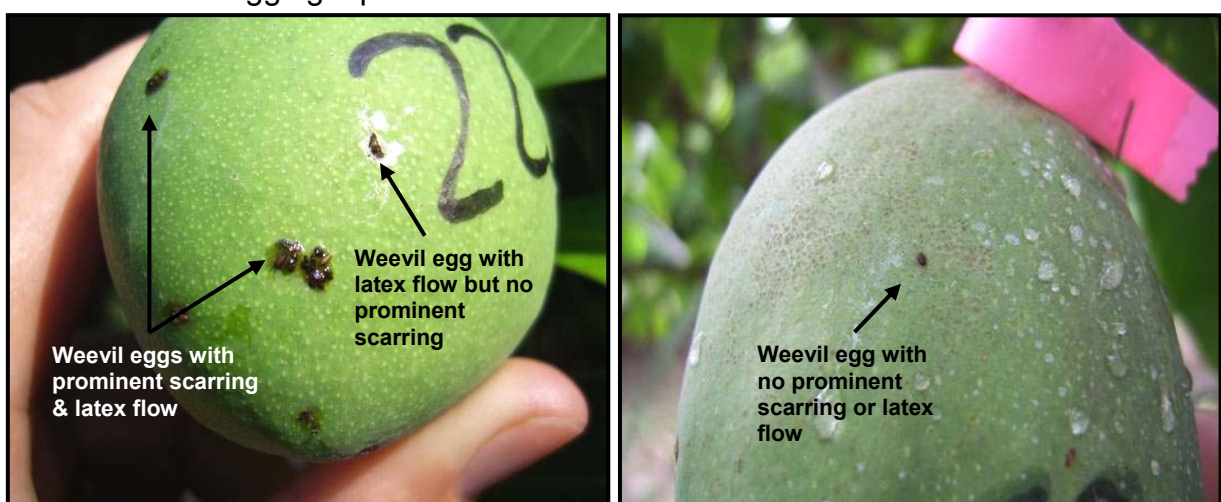 22
Weevil egg with
latex flow but no
prominent
scarring
Weevil eggs with
prominent scarring
& latex flow
Weevil egg with
no prominent
scarring or latex
flow